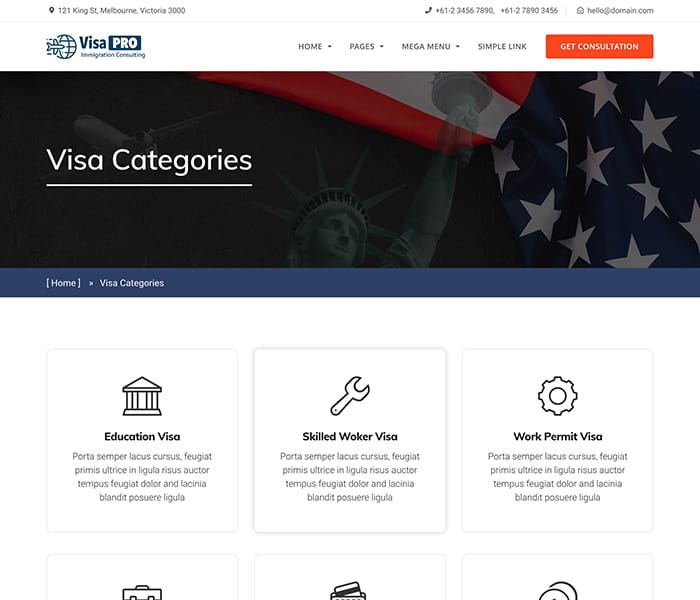 121 King St, Melbourne, Victoria 3000
+61-2 3456 7890, +61-2 7890 3456
hello@domain.com
Visa PRO
Immigration Consulting
HOME
PAGES
MEGA MENU
SIMPLE LINK
GET CONSULTATION
Visa Categories
[ Home ] » Visa Categories
Education Visa
Porta semper lacus cursus, feugiat
primis ultrice in ligula risus auctor
tempus feugiat dolor and lacinia
blandit posuere ligula
Skilled Woker Visa
Porta semper lacus cursus, feugiat
primis ultrice in ligula risus auctor
tempus feugiat dolor and lacinia
blandit posuere ligula
Work Permit Visa
Porta semper lacus cursus, feugiat
primis ultrice in ligula risus auctor
tempus feugiat dolor and lacinia
blandit posuere ligula